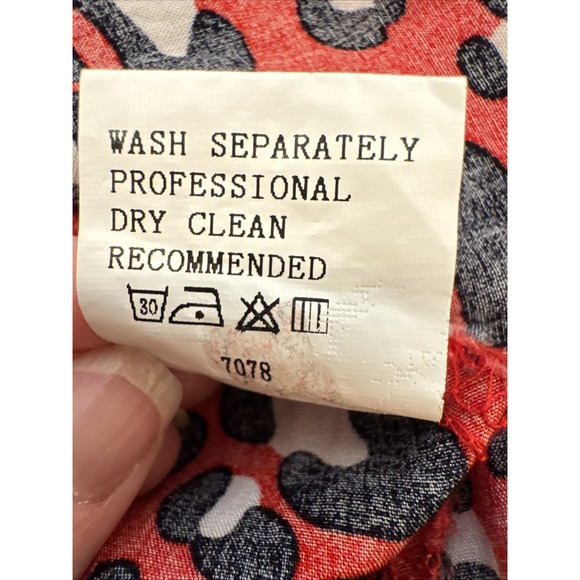 WASH SEPARATELY
PROFESSIONAL
DRY CLEAN
RECOMMENDED
30
7078